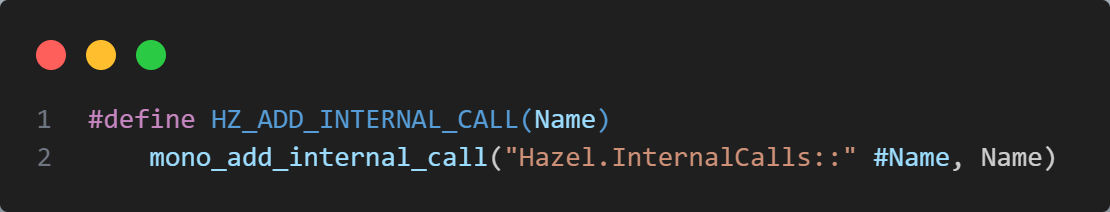 1 #define HZ_ADD_INTERNAL_CALL(Name)
2     mono_add_internal_call("Hazel.InternalCalls::" #Name, Name)